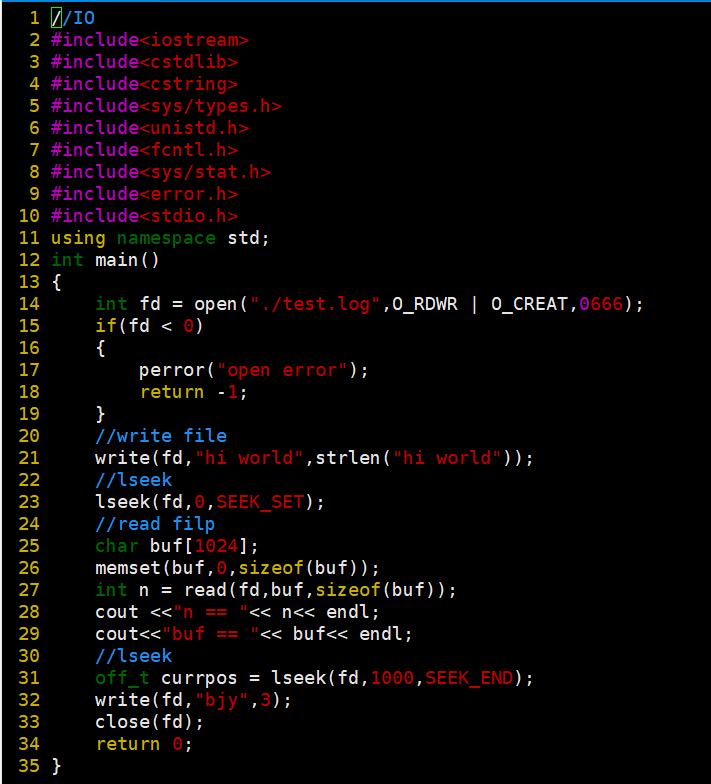 1 //IO
2 #include<iostream>
3 #include<cstdlib>
4 #include<cstring>
5 #include<sys/types.h>
6 #include<unistd.h>
7 #include<fcntl.h>
8 #include<sys/stat.h>
9 #include<error.h>
10 #include<stdio.h>
11 using namespace std;
12 int main()
13 {
14     int fd = open("./test.log",O_RDWR | O_CREAT,0666);
15     if(fd < 0)
16     {
17         perror("open error");
18         return -1;
19     }
20     //write file
21     write(fd,"hi world",strlen("hi world"));
22     //lseek
23     lseek(fd,0,SEEK_SET);
24     //read filp
25     char buf[1024];
26     memset(buf,0,sizeof(buf));
27     int n = read(fd,buf,sizeof(buf));
28     cout <<"n == "<< n<< endl;
29     cout<<"buf == "<< buf<< endl;
30     //lseek
31     off_t currpos = lseek(fd,1000,SEEK_END);
32     write(fd,"bjy",3);
33     close(fd);
34     return 0;
35 }